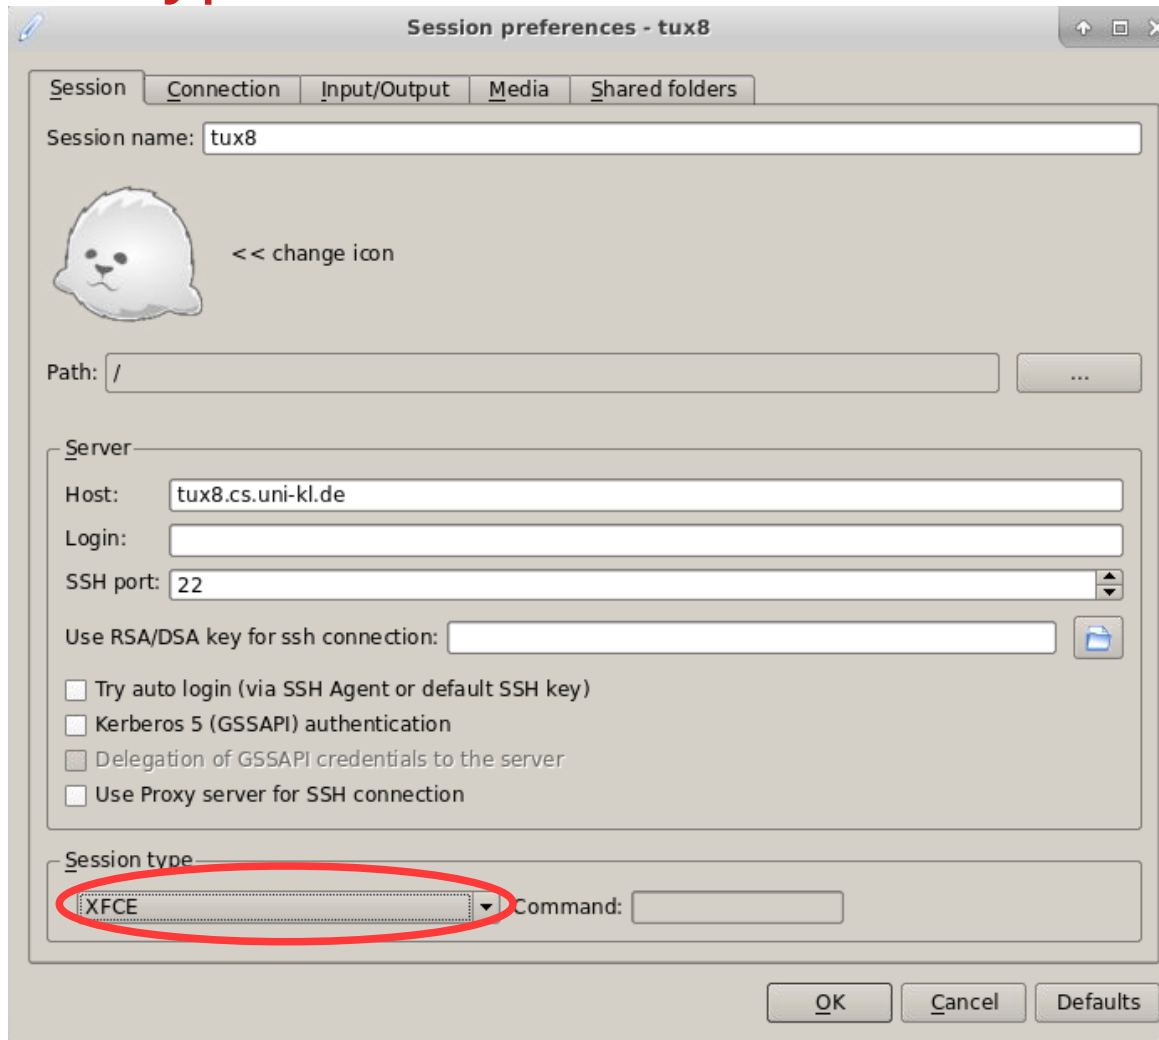 Session preferences - tux8
Session Connection Input/Output Media Shared folders
Session name: tux8
<< change icon
Path: / ...
Server
Host: tux8.cs.uni-kl.de
Login:
SSH port: 22
Use RSA/DSA key for ssh connection:
Try auto login (via SSH Agent or default SSH key)
Kerberos 5 (GSSAPI) authentication
Delegation of GSSAPI credentials to the server
Use Proxy server for SSH connection
Session type
XFCE Command:
OK Cancel Defaults